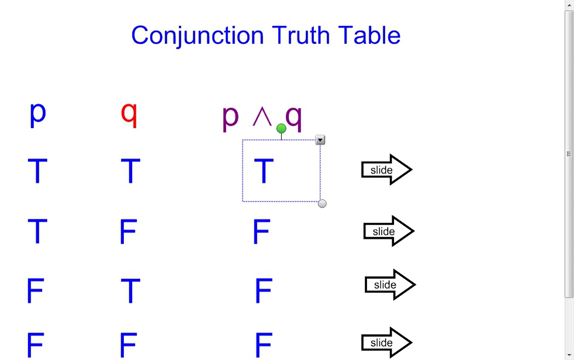 Conjunction Truth Table
p q p ∧ q
T T T slide
T F F slide
F T F slide
F F F slide